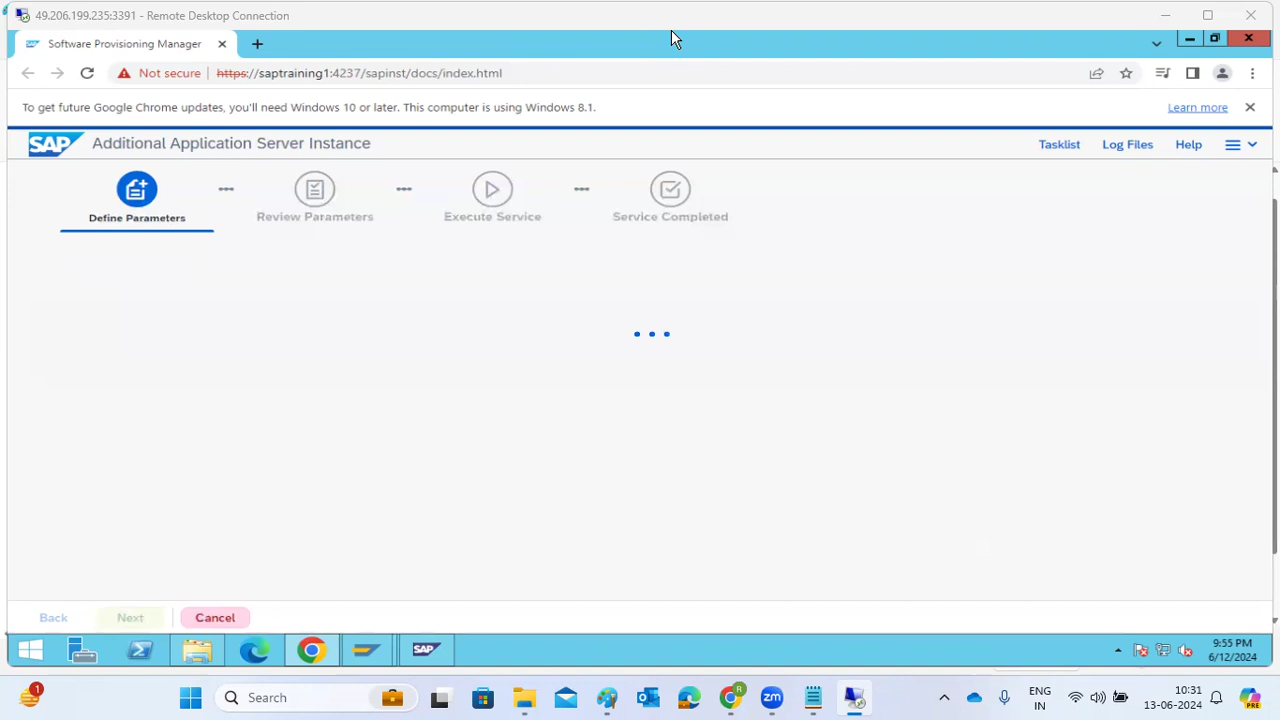 49.206.199.235:3391 - Remote Desktop Connection
Software Provisioning Manager
Not secure
https://saptraining1:4237/sapinst/docs/index.html
To get future Google Chrome updates, you'll need Windows 10 or later. This computer is using Windows 8.1.
Learn more
SAP
Additional Application Server Instance
Tasklist
Log Files
Help
Define Parameters
Review Parameters
Execute Service
Service Completed
Back
Next
Cancel
SAP
9:55 PM
6/12/2024
1
Search
R
zm
ENG
IN
10:31
13-06-2024
PRE